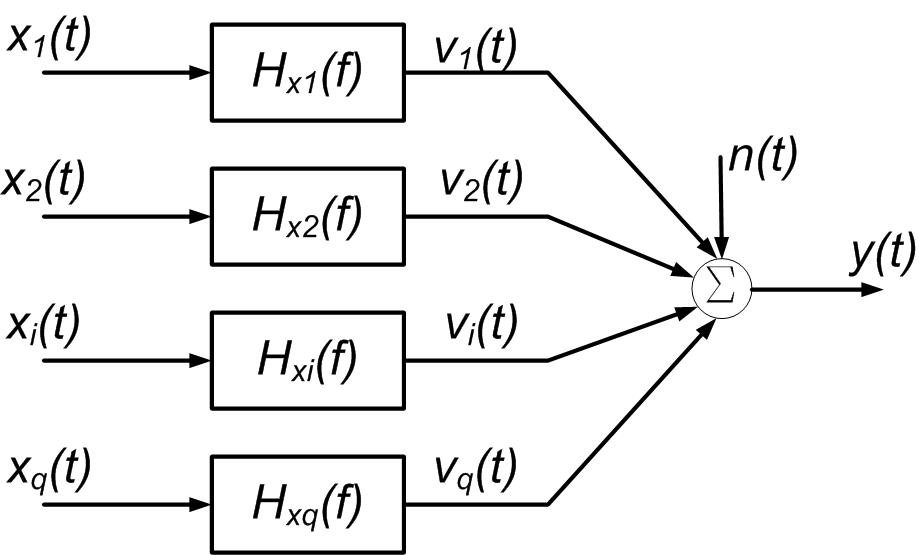 x1(t) Hx1(f) v1(t)
n(t)
x2(t) Hx2(f) v2(t)
y(t)
Σ
xi(t) Hxi(f) vi(t)
xq(t) Hxq(f) vq(t)